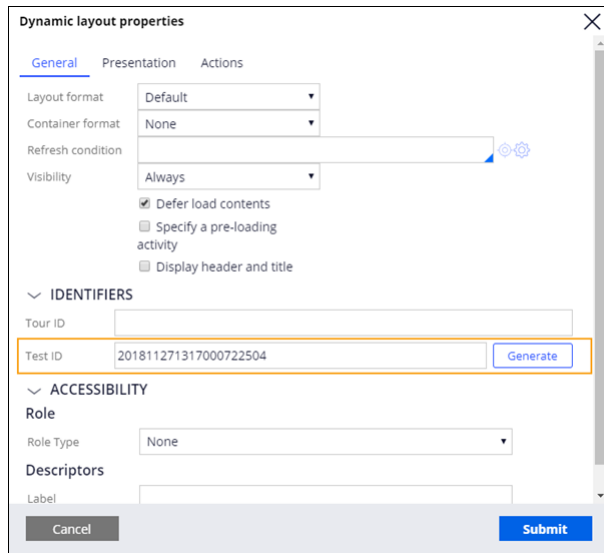 Dynamic layout properties
General Presentation Actions
Layout format Default
Container format None
Refresh condition
Visibility Always
Defer load contents
Specify a pre-loading
activity
Display header and title
IDENTIFIERS
Tour ID
Test ID 201811271317000722504 Generate
ACCESSIBILITY
Role
Role Type None
Descriptors
Label
Cancel Submit